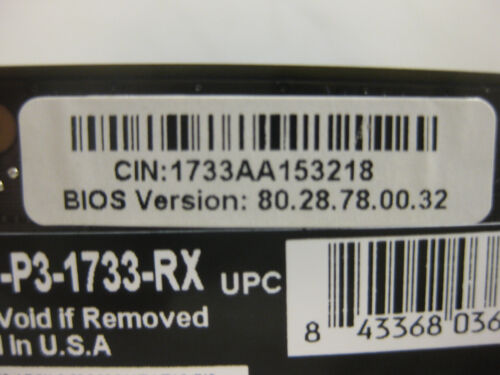 CIN:1733AA153218
BIOS Version: 80.28.78.00.32
-P3-1733-RX UPC
Void if Removed
in U.S.A
8 43368 036